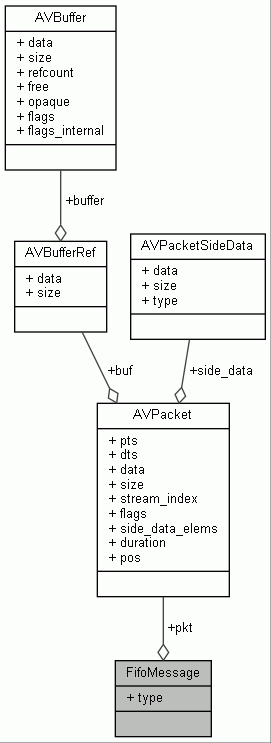 AVBuffer
+ data
+ size
+ refcount
+ free
+ opaque
+ flags
+ flags_internal
+buffer
AVBufferRef
+ data
+ size
AVPacketSideData
+ data
+ size
+ type
+buf
+side_data
AVPacket
+ pts
+ dts
+ data
+ size
+ stream_index
+ flags
+ side_data_elems
+ duration
+ pos
+pkt
FifoMessage
+ type